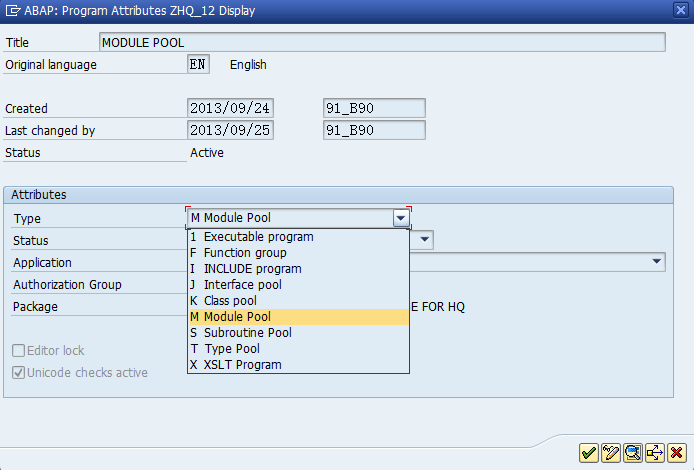 ABAP: Program Attributes ZHQ_12 Display
Title MODULE POOL
Original language EN English
Created 2013/09/24 91_B90
Last changed by 2013/09/25 91_B90
Status Active
Attributes
Type M Module Pool
Status
Application
Authorization Group
Package E FOR HQ
1 Executable program
F Function group
I INCLUDE program
J Interface pool
K Class pool
M Module Pool
S Subroutine Pool
T Type Pool
X XSLT Program
Editor lock
Unicode checks active